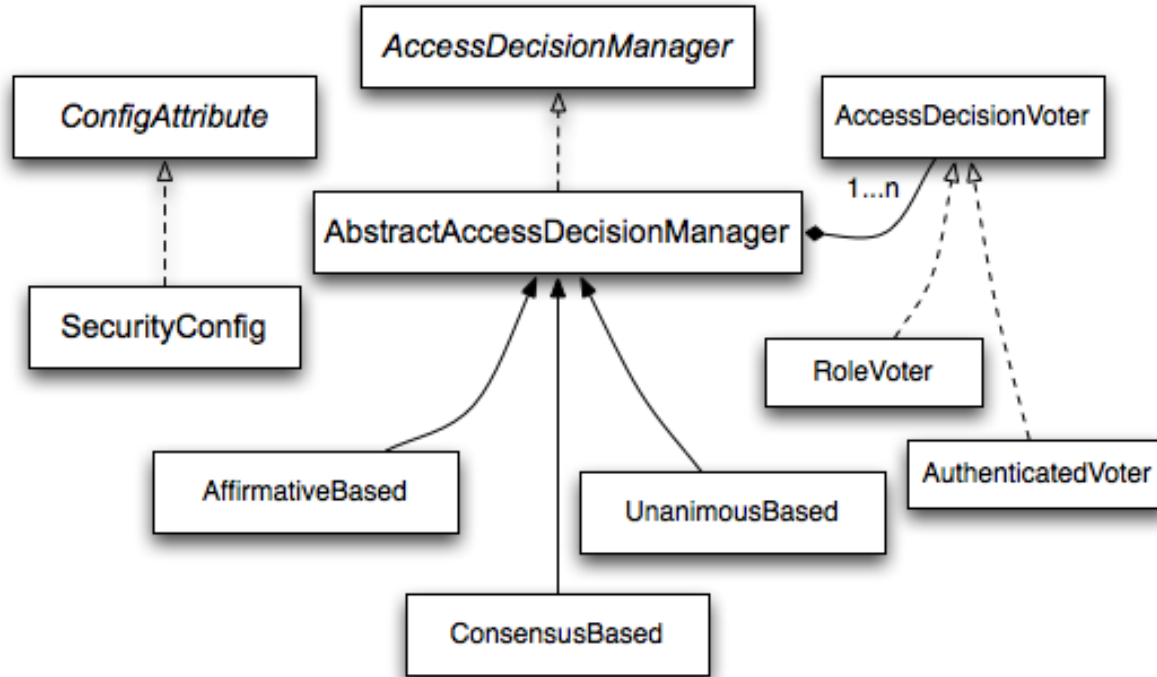 AccessDecisionManager
ConfigAttribute
AccessDecisionVoter
1...n
AbstractAccessDecisionManager
SecurityConfig
RoleVoter
AuthenticatedVoter
AffirmativeBased
UnanimousBased
ConsensusBased